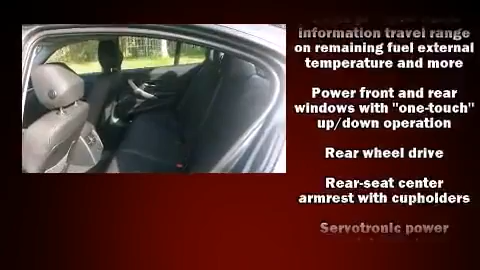 information travel range
on remaining fuel external
temperature and more
Power front and rear
windows with "one-touch"
up/down operation
Rear wheel drive
Rear-seat center
armrest with cupholders
Servotronic power